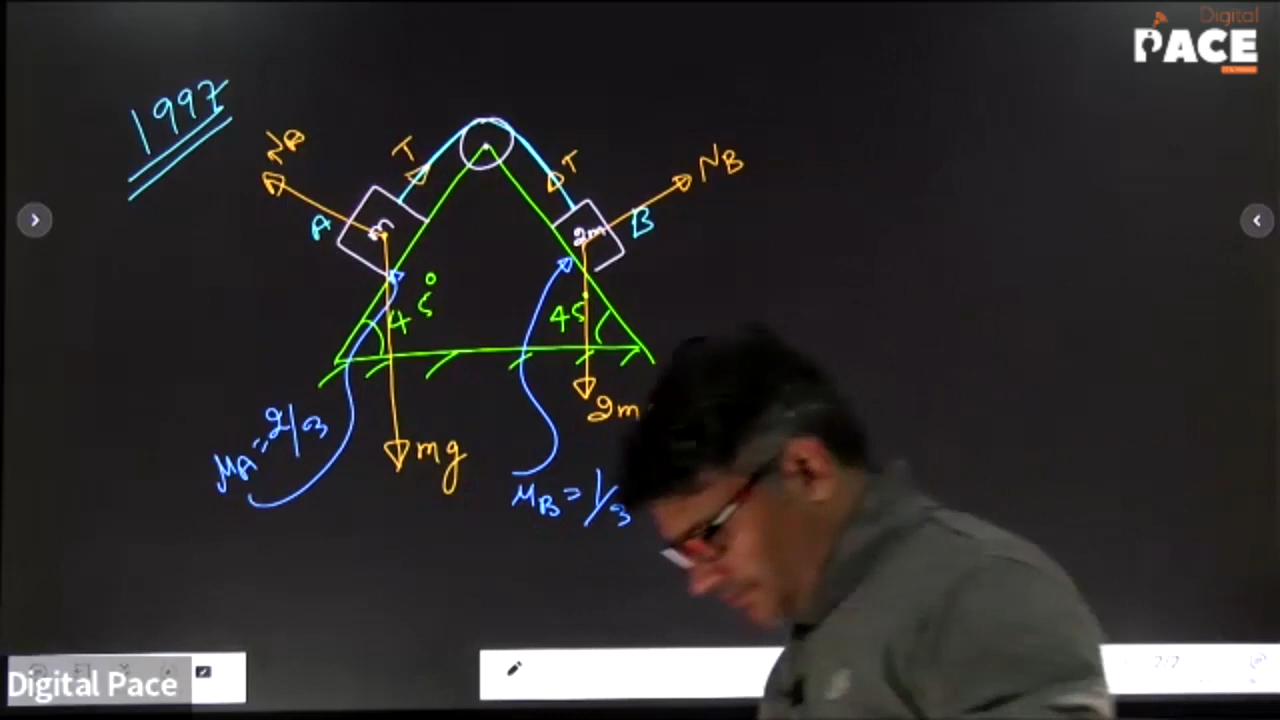 Digital
PACE
1997
NA
T
T
NB
A
m
2m
B
45°
45
2m
mg
μA = 2/3
μB = 1/3
Digital Pace